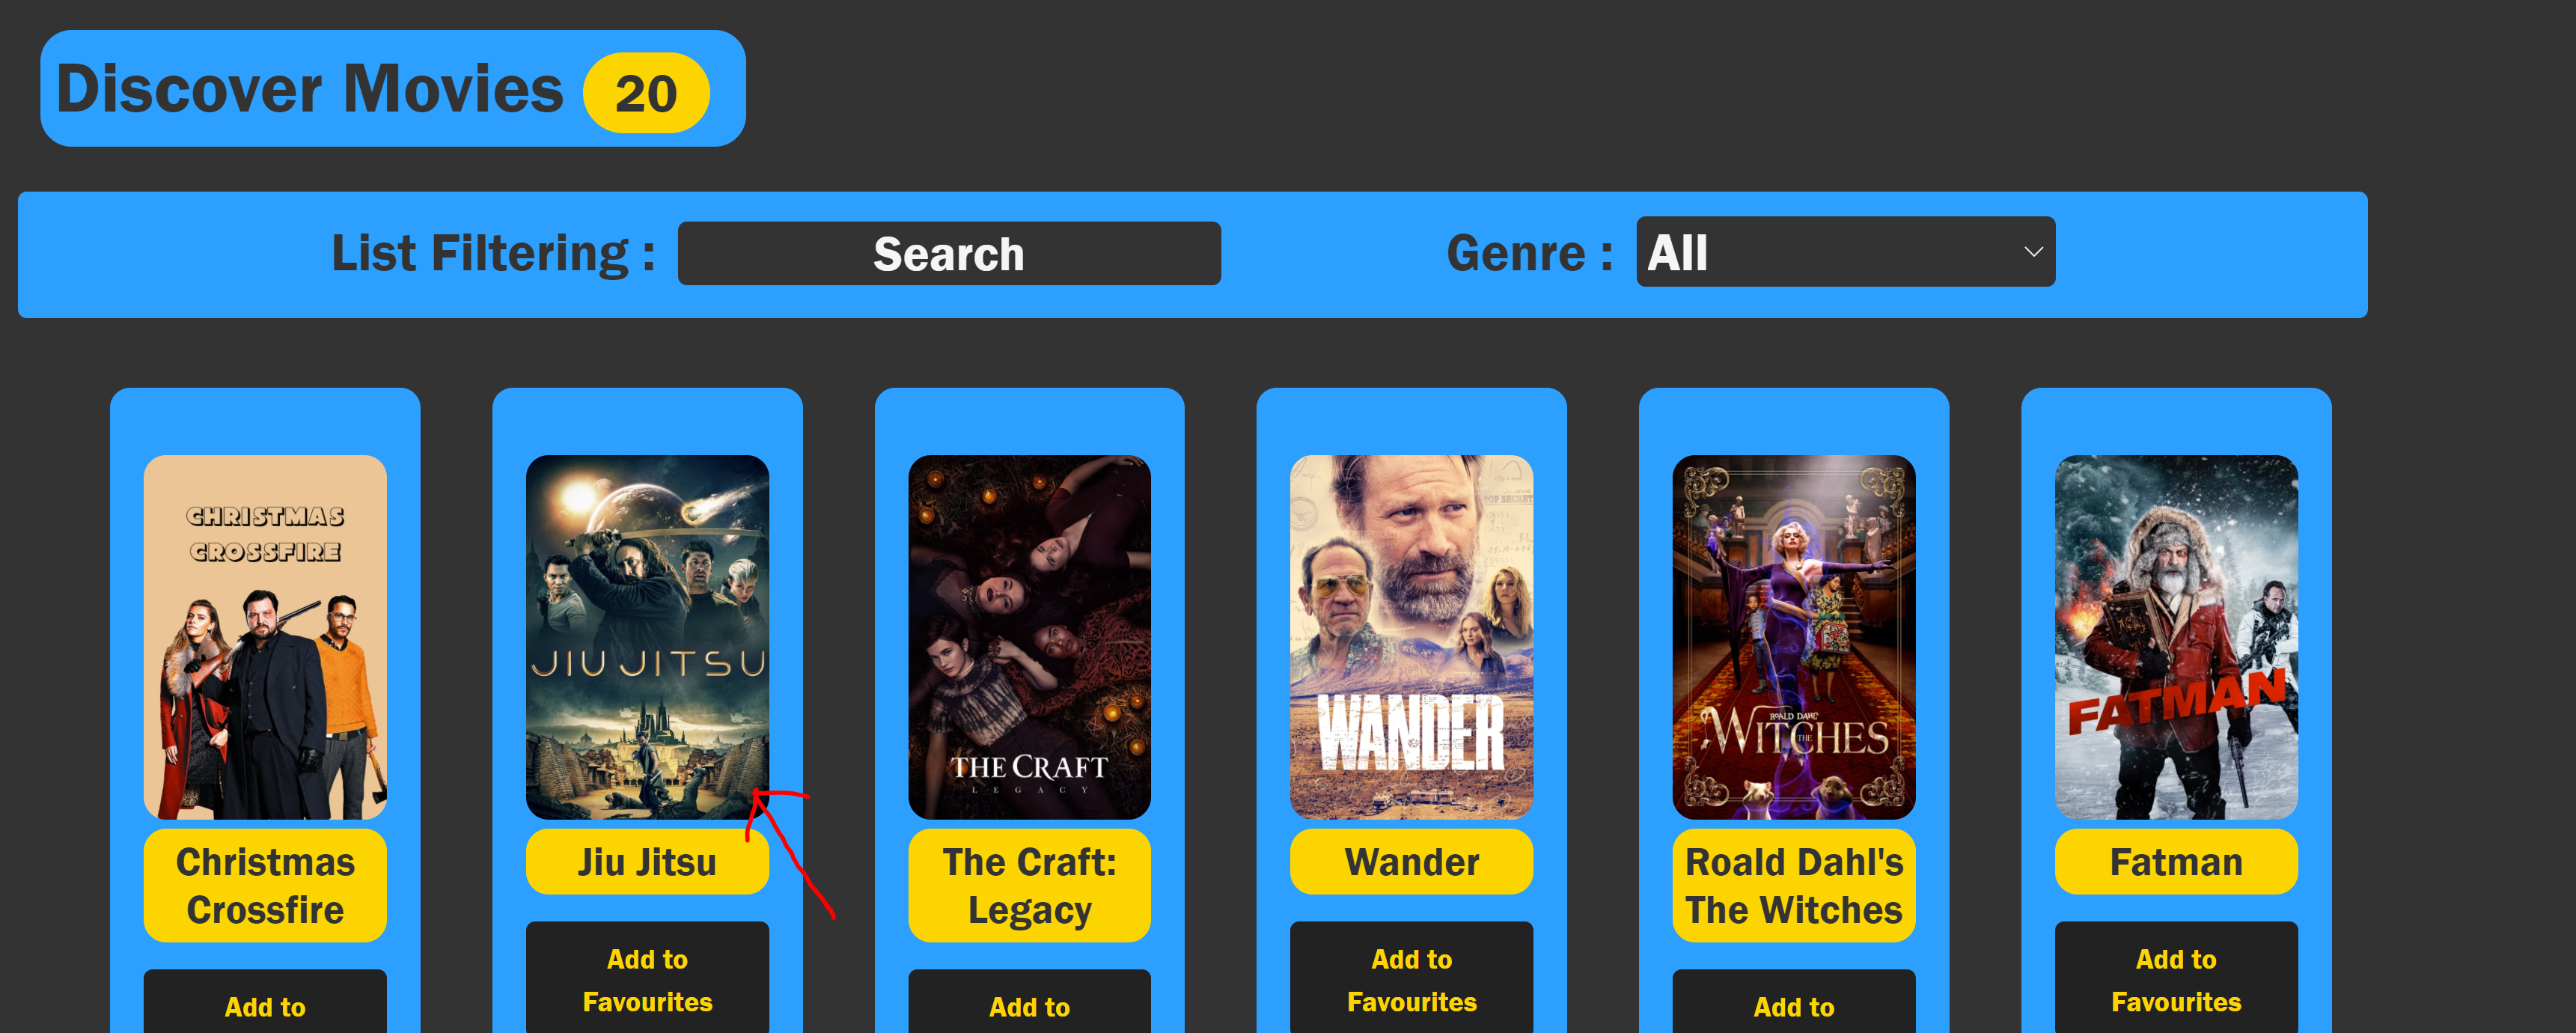 Discover Movies 20
List Filtering : Search Genre : All
CHRISTMAS
CROSSFIRE
JIU JITSU
THE CRAFT
LEGACY
TOP SECRET
WANDER
ROALD DAHL'S
THE
WITCHES
FATMAN
Christmas
Crossfire
Jiu Jitsu
The Craft:
Legacy
Wander
Roald Dahl's
The Witches
Fatman
Add to
Add to
Favourites
Add to
Add to
Favourites
Add to
Add to
Favourites